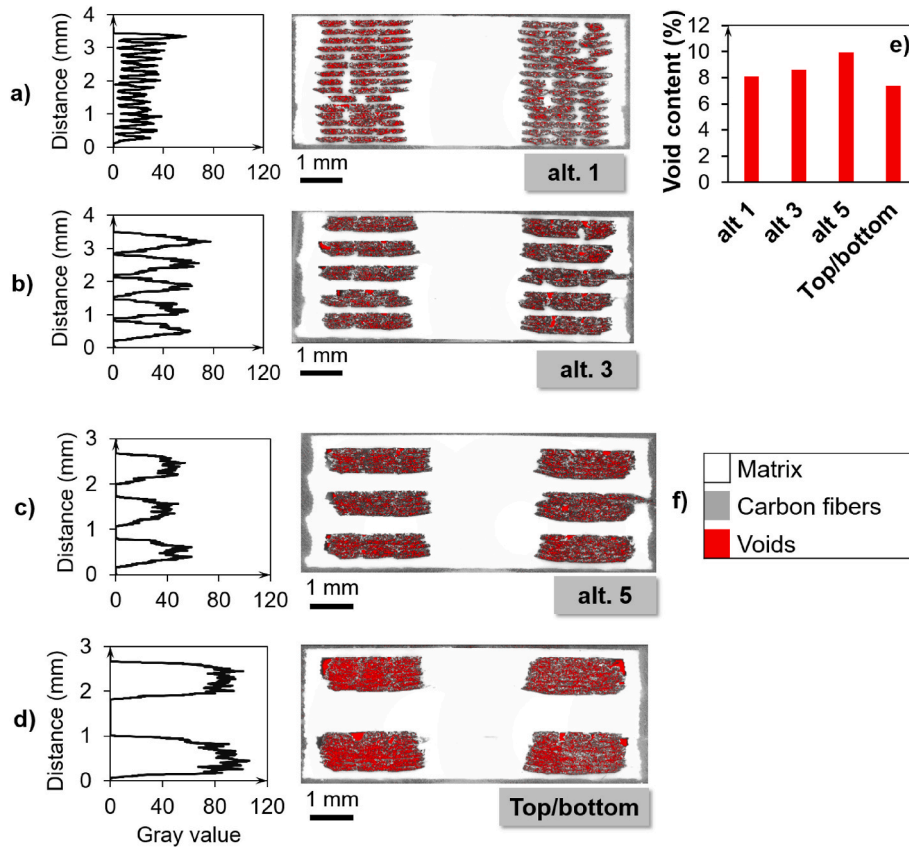 a)
Distance (mm)
4
3
2
1
0
0 40 80 120
1 mm
alt. 1
e)
Void content (%)
12
10
8
6
4
2
0
alt 1
alt 3
alt 5
Top/bottom
b)
Distance (mm)
4
3
2
1
0
0 40 80 120
1 mm
alt. 3
c)
Distance (mm)
3
2
1
0
0 40 80 120
1 mm
alt. 5
f)
Matrix
Carbon fibers
Voids
d)
Distance (mm)
3
2
1
0
0 40 80 120
Gray value
1 mm
Top/bottom